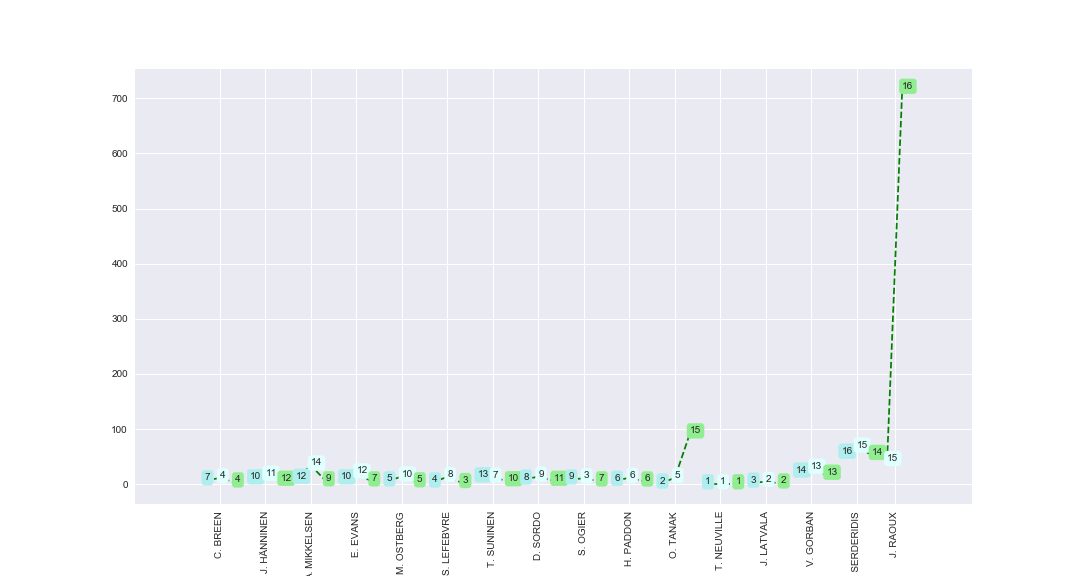 700
600
500
400
300
200
100
0
7 4 4
10 11 12
12 14 9
10 12 7
5 10 5
4 8 3
13 7 10
8 9 11
9 3 7
6 6 6
2 5 15
1 1 1
3 2 2
14 13 13
16 15 14
15 16
C. BREEN
J. HANNINEN
. MIKKELSEN
E. EVANS
M. OSTBERG
S. LEFEBVRE
T. SUNINEN
D. SORDO
S. OGIER
H. PADDON
O. TANAK
T. NEUVILLE
J. LATVALA
V. GORBAN
SERDERIDIS
J. RAOUX